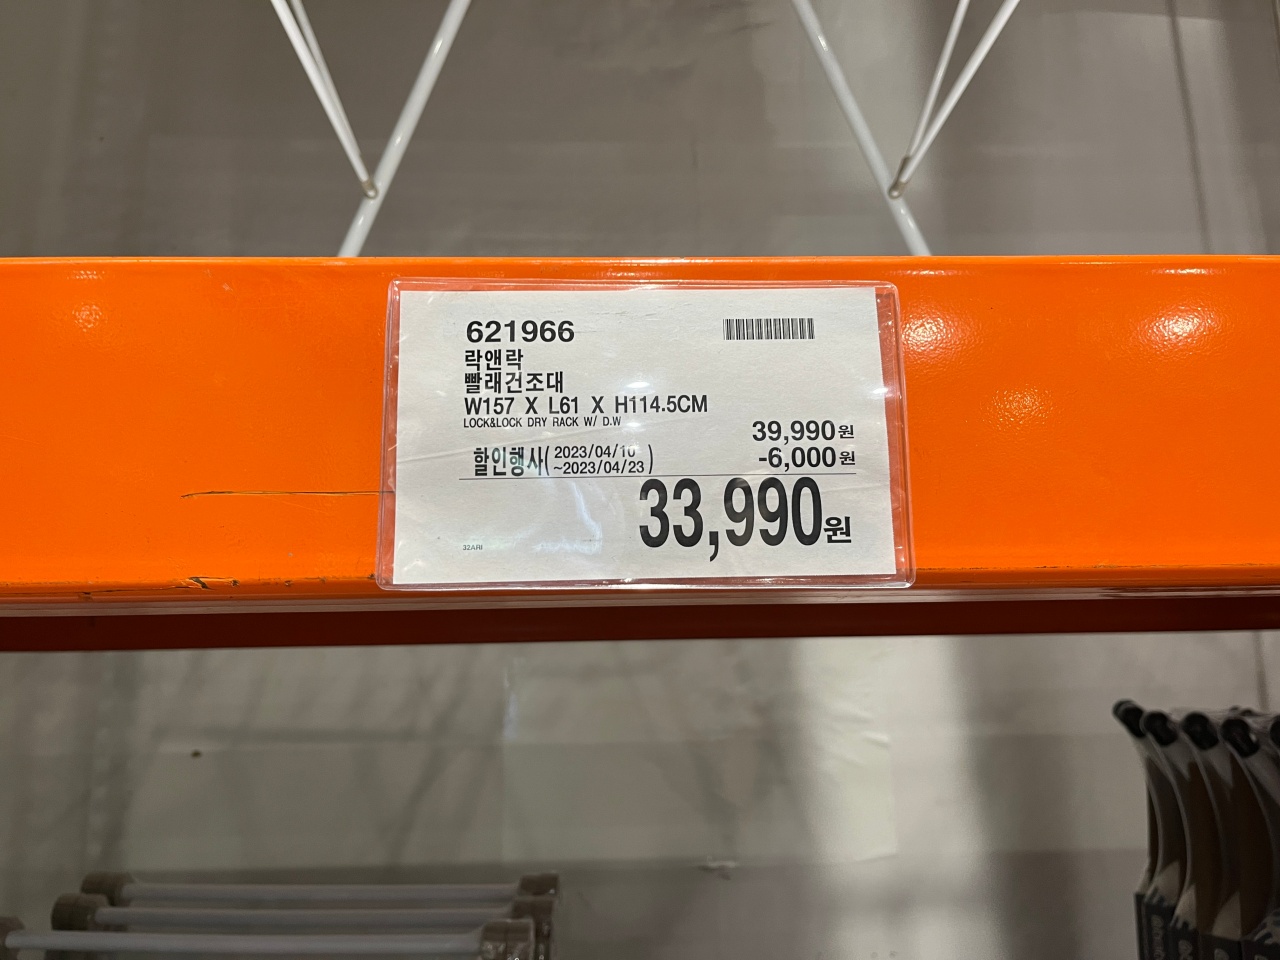 621966
락앤락
빨래건조대
W157 X L61 X H114.5CM
LOCK&LOCK DRY RACK W/ D.W
39,990원
할인행사( 2023/04/10 ~2023/04/23 ) -6,000원
33,990원
32ARI